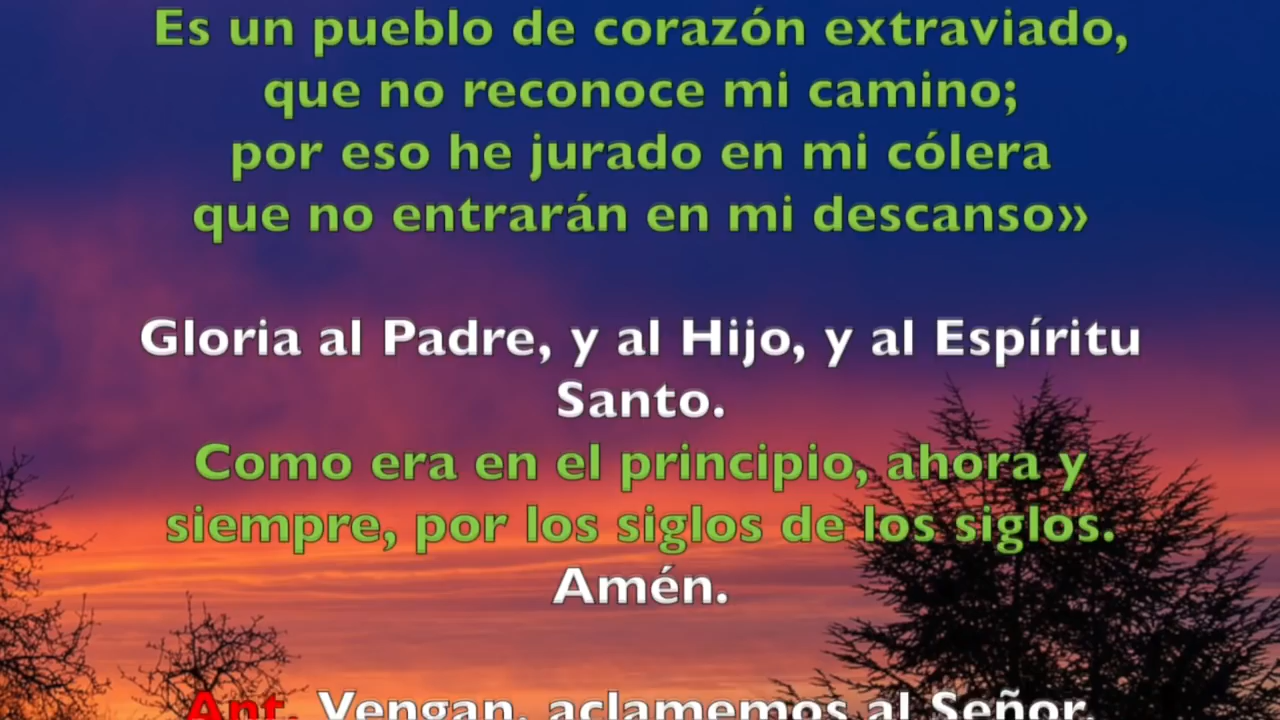 Es un pueblo de corazón extraviado,
que no reconoce mi camino;
por eso he jurado en mi cólera
que no entrarán en mi descanso»
Gloria al Padre, y al Hijo, y al Espíritu
Santo.
Como era en el principio, ahora y
siempre, por los siglos de los siglos.
Amén.
Ant. Vengan, aclamemos al Señor.